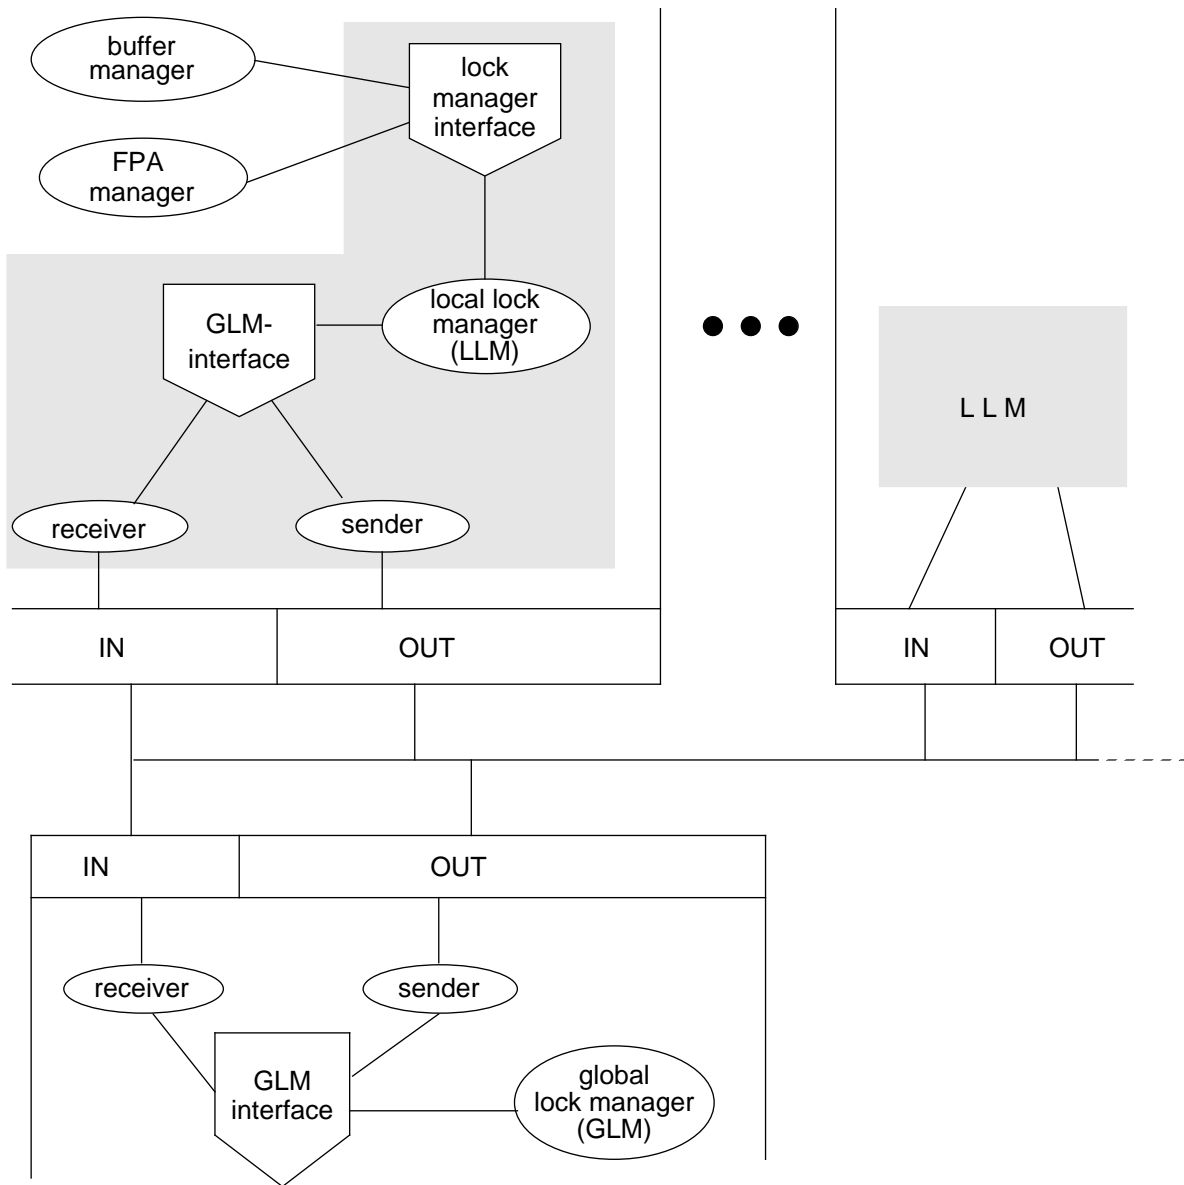 buffer
manager
lock
manager
interface
FPA
manager
local lock
manager
(LLM)
GLM-
interface
L L M
receiver
sender
IN
OUT
IN
OUT
IN
OUT
receiver
sender
GLM
interface
global
lock manager
(GLM)